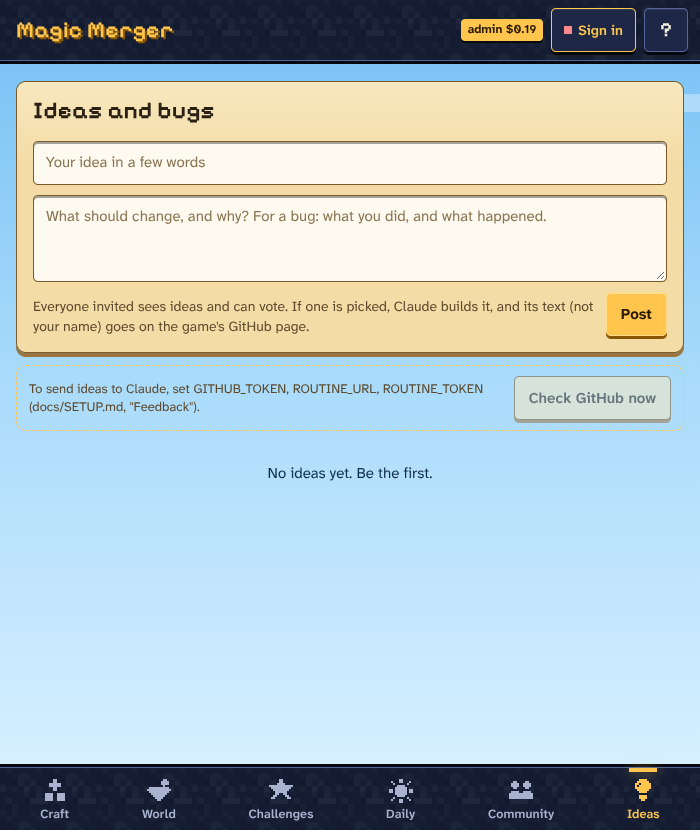 Magic Merger
admin $0.19
Sign in
?
Ideas and bugs
Your idea in a few words
What should change, and why? For a bug: what you did, and what happened.
Everyone invited sees ideas and can vote. If one is picked, Claude builds it, and its text (not
your name) goes on the game's GitHub page.
Post
To send ideas to Claude, set GITHUB_TOKEN, ROUTINE_URL, ROUTINE_TOKEN
(docs/SETUP.md, "Feedback").
Check GitHub now
No ideas yet. Be the first.
Craft
World
Challenges
Daily
Community
Ideas